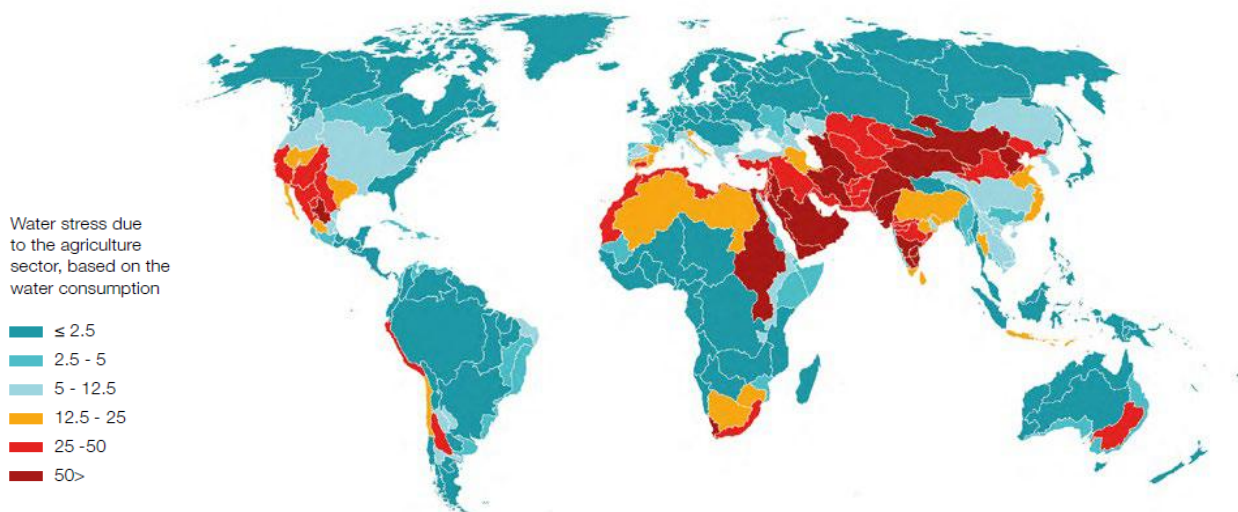 Water stress due
to the agriculture
sector, based on the
water consumption
≤ 2.5
2.5 - 5
5 - 12.5
12.5 - 25
25 -50
50>